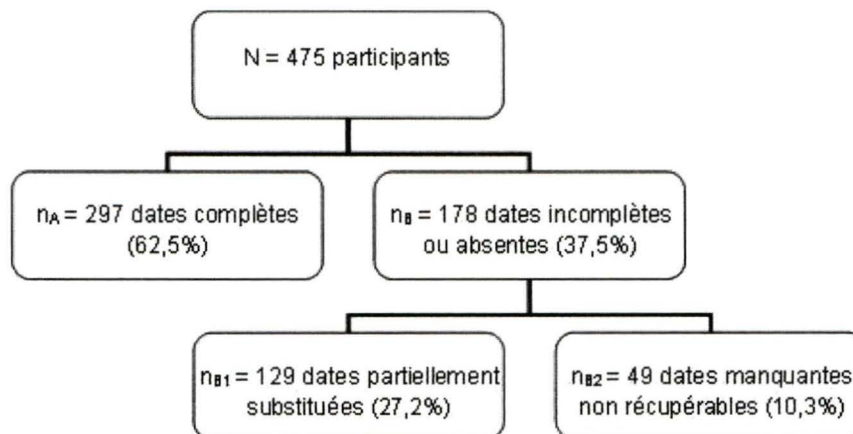 N = 475 participants
nA = 297 dates complètes
(62,5%)
nB = 178 dates incomplètes
ou absentes (37,5%)
nB1 = 129 dates partiellement
substituées (27,2%)
nB2 = 49 dates manquantes
non récupérables (10,3%)